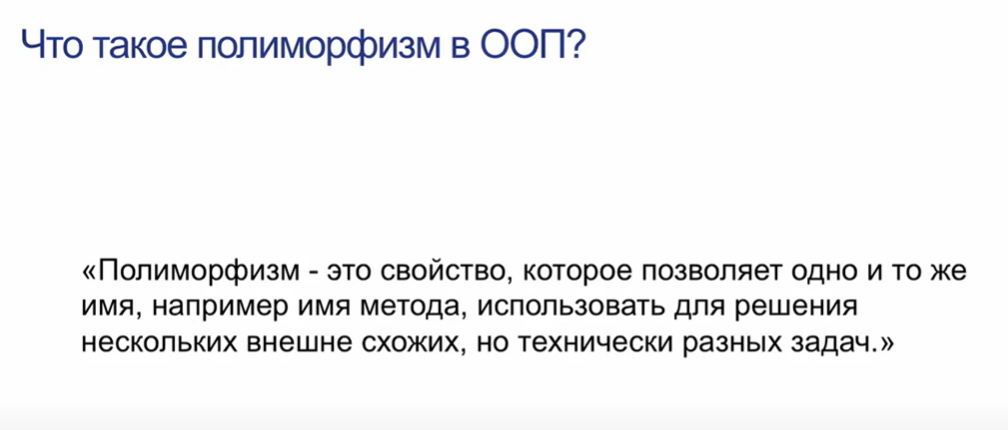 Что такое полиморфизм в ООП?
«Полиморфизм - это свойство, которое позволяет одно и то же
имя, например имя метода, использовать для решения
нескольких внешне схожих, но технически разных задач.»